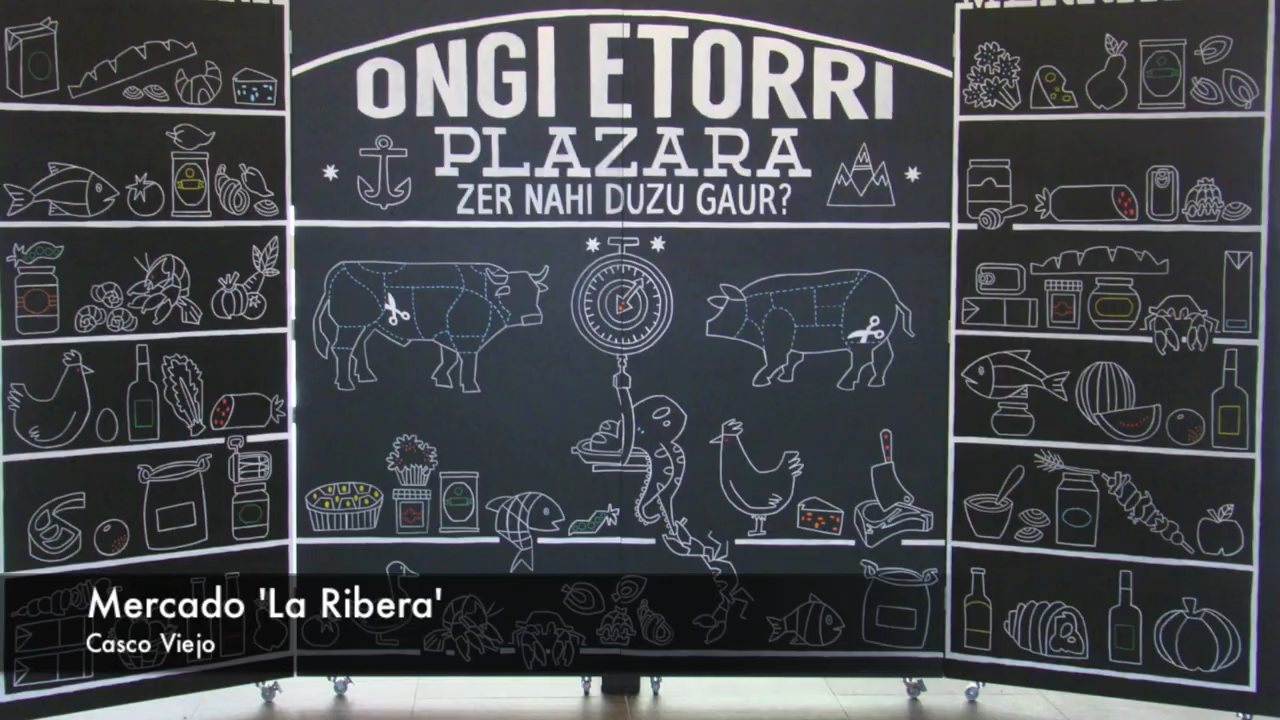 ONGI ETORRI
PLAZARA
ZER NAHI DUZU GAUR?
Mercado 'La Ribera'
Casco Viejo